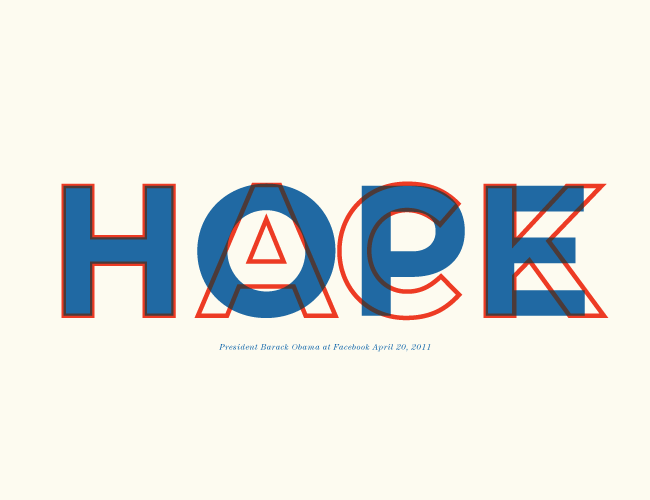 HOPE
HACK
President Barack Obama at Facebook April 20, 2011